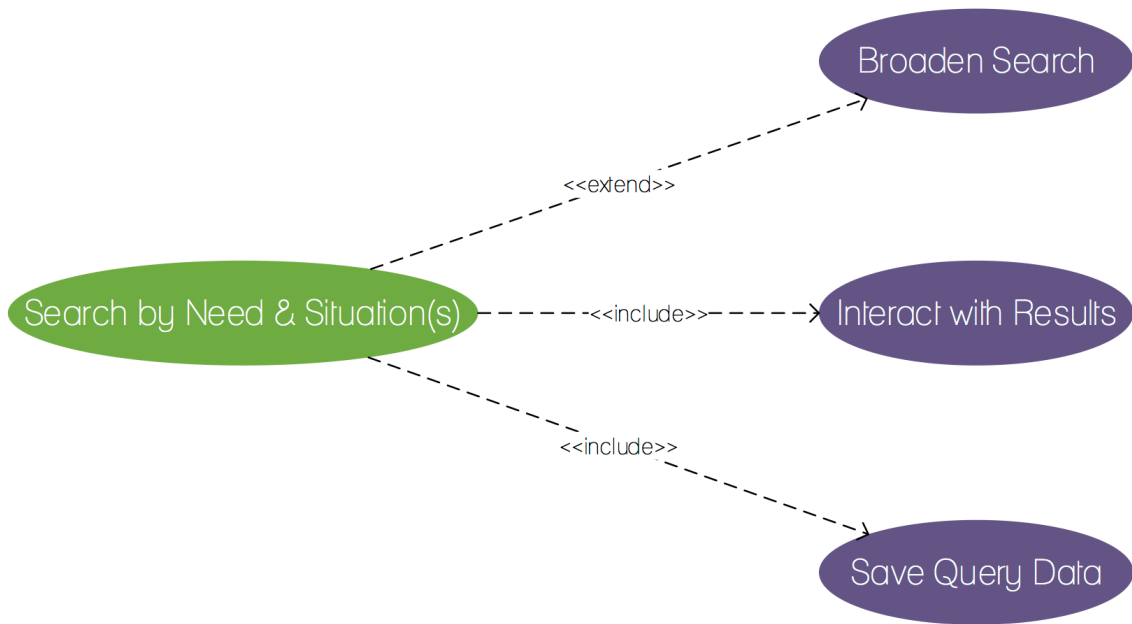 Broaden Search
<<extend>>
Search by Need & Situation(s)
<<include>>
Interact with Results
<<include>>
Save Query Data